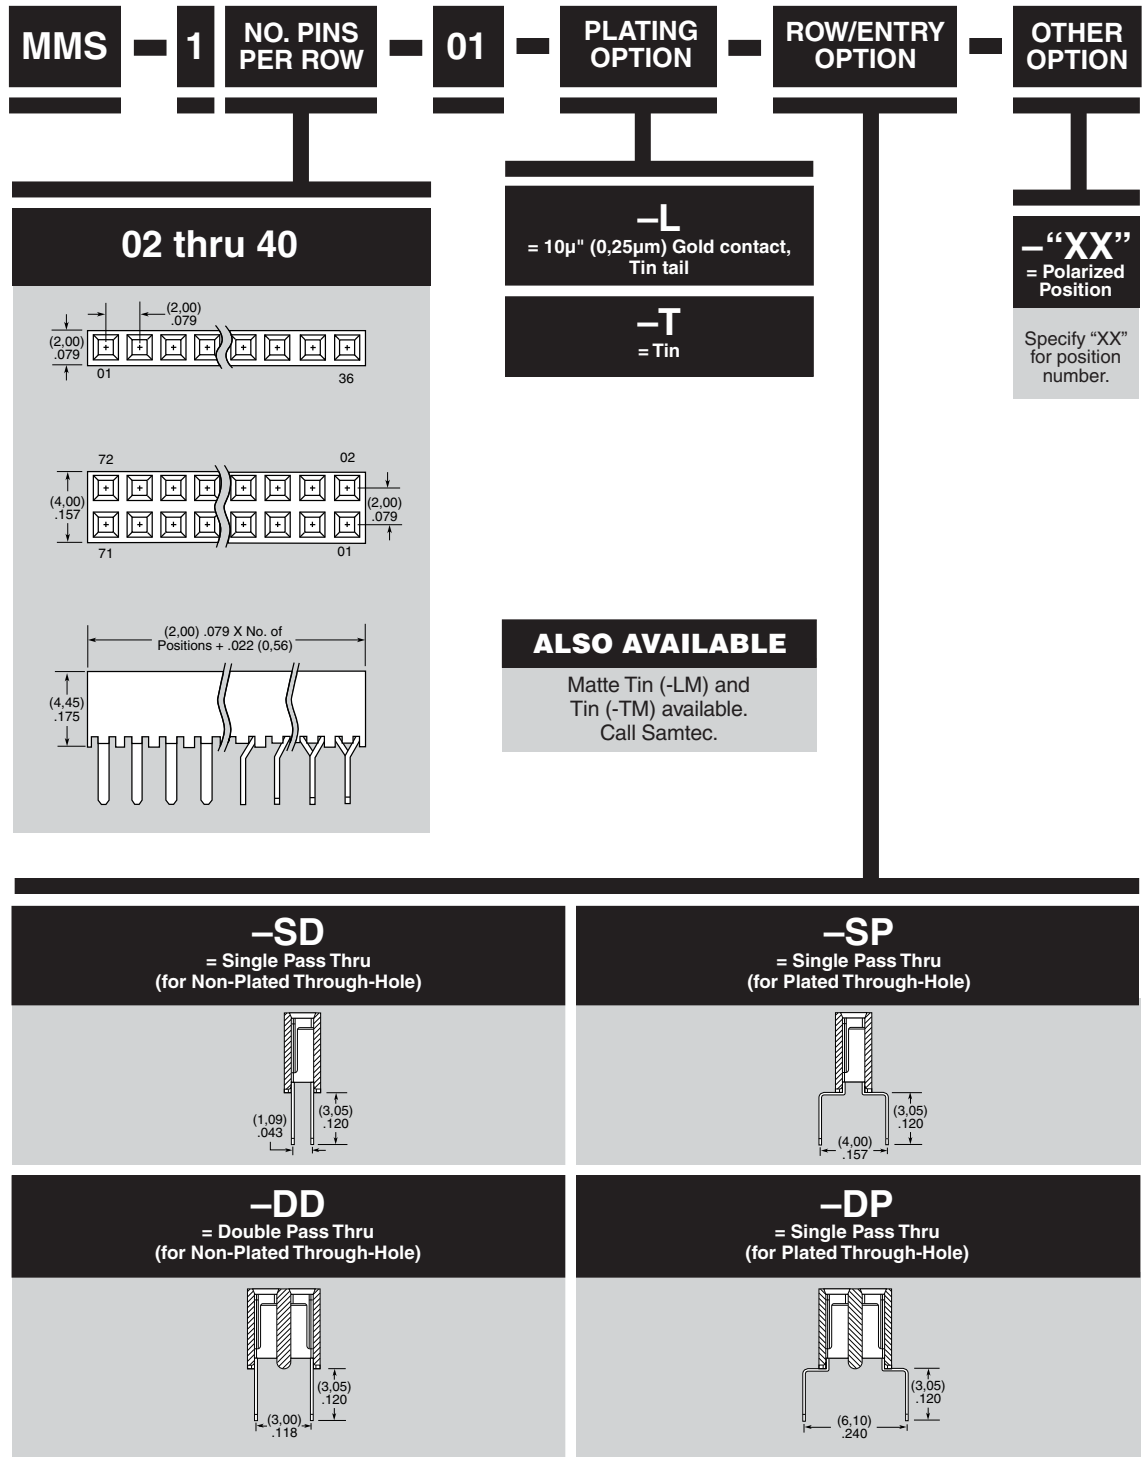 MMS – 1 NO. PINS PER ROW – 01 – PLATING OPTION – ROW/ENTRY OPTION – OTHER OPTION
02 thru 40
(2,00)
.079
(2,00)
.079
01
36
72
02
(4,00)
.157
(2,00)
.079
71
01
(2,00) .079 X No. of
Positions + .022 (0,56)
(4,45)
.175
–L
= 10µ" (0,25µm) Gold contact,
Tin tail
–T
= Tin
–“XX”
= Polarized
Position
Specify “XX”
for position
number.
ALSO AVAILABLE
Matte Tin (-LM) and
Tin (-TM) available.
Call Samtec.
–SD
= Single Pass Thru
(for Non-Plated Through-Hole)
(1,09)
.043
(3,05)
.120
–SP
= Single Pass Thru
(for Plated Through-Hole)
(3,05)
.120
(4,00)
.157
–DD
= Double Pass Thru
(for Non-Plated Through-Hole)
(3,05)
.120
(3,00)
.118
–DP
= Single Pass Thru
(for Plated Through-Hole)
(3,05)
.120
(6,10)
.240